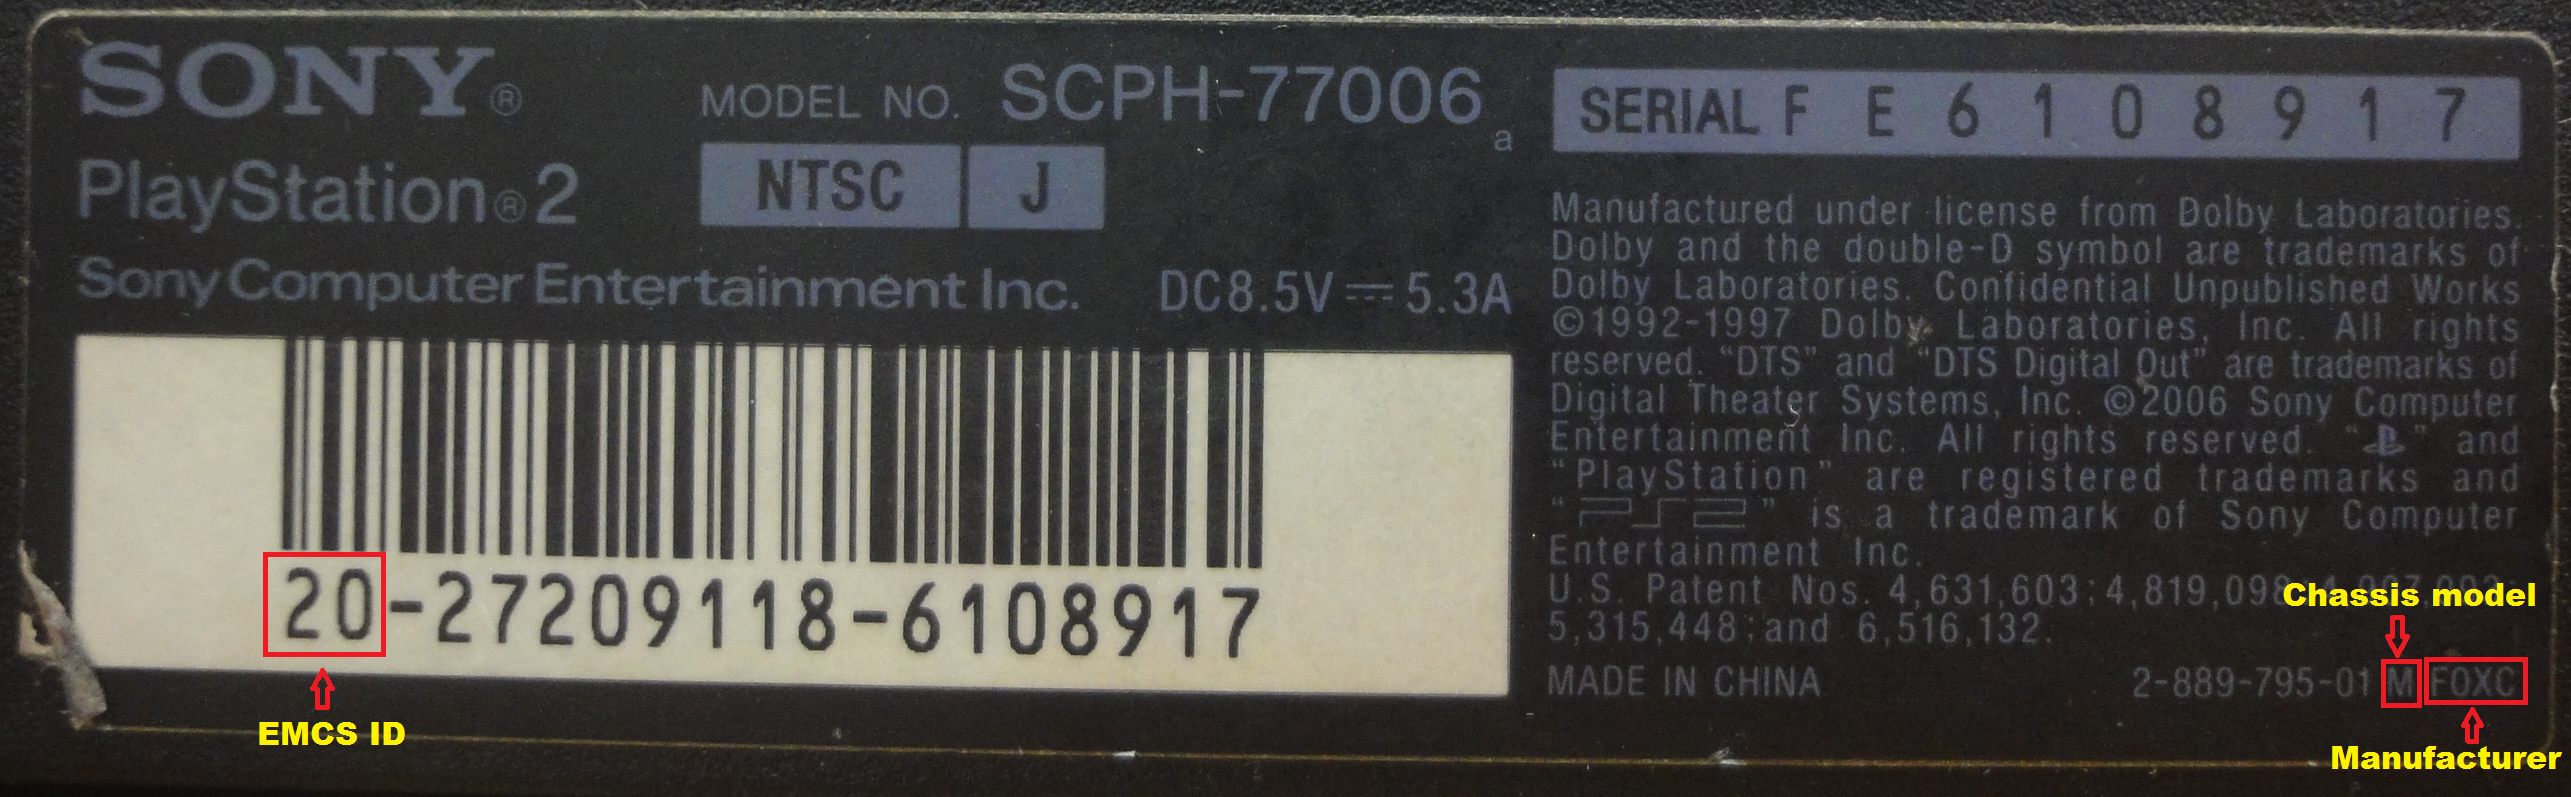 SONY®
PlayStation®2
MODEL NO. SCPH-77006 a
NTSC J
Sony Computer Entertainment Inc. DC8.5V 5.3A
20-27209118-6108917
EMCS ID
SERIAL F E 6 1 0 8 9 1 7
Manufactured under license from Dolby Laboratories.
Dolby and the double-D symbol are trademarks of
Dolby Laboratories. Confidential Unpublished Works
©1992-1997 Dolby Laboratories, Inc. All rights
reserved. “DTS” and “DTS Digital Out” are trademarks of
Digital Theater Systems, Inc. ©2006 Sony Computer
Entertainment Inc. All rights reserved. “ ” and
“PlayStation” are registered trademarks and
“PS2” is a trademark of Sony Computer
Entertainment Inc.
U.S. Patent Nos. 4,631,603; 4,819,098;
5,315,448; and 6,516,132.
Chassis model
MADE IN CHINA 2-889-795-01 M FOXC
Manufacturer